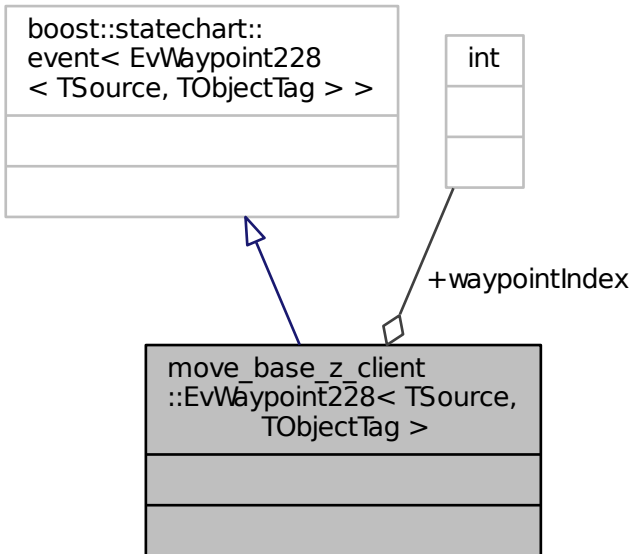 boost::statechart::
event< EvWaypoint228
< TSource, TObjectTag > >
int
+waypointIndex
move_base_z_client
::EvWaypoint228< TSource,
TObjectTag >